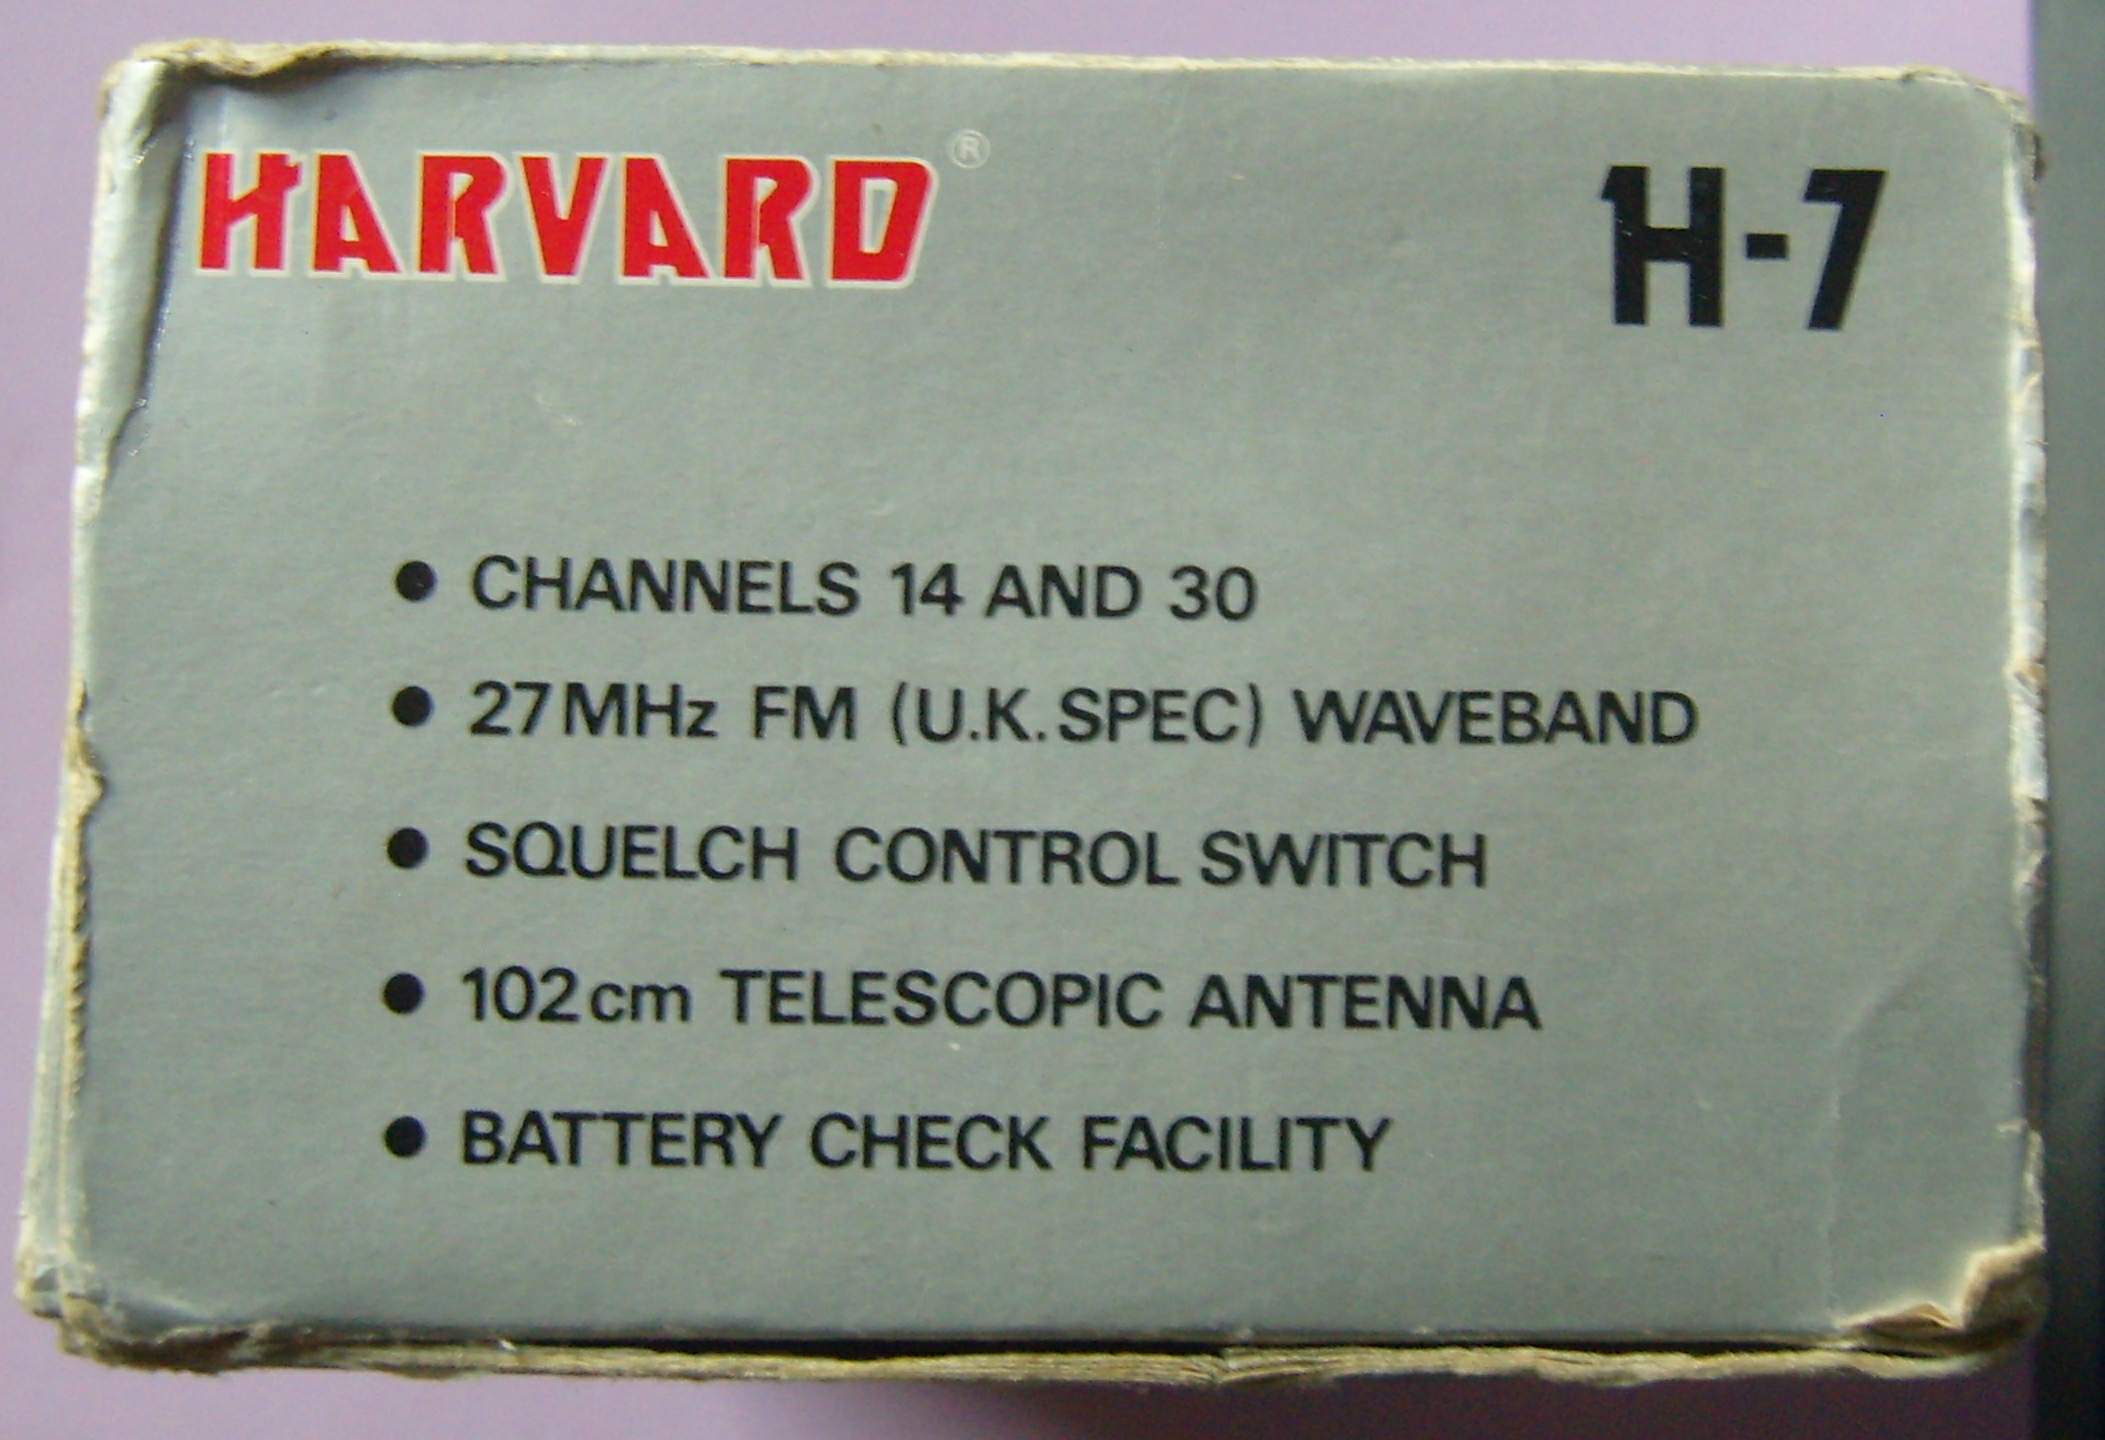 HARVARD ®
H-7
• CHANNELS 14 AND 30
• 27MHz FM (U.K. SPEC) WAVEBAND
• SQUELCH CONTROL SWITCH
• 102cm TELESCOPIC ANTENNA
• BATTERY CHECK FACILITY